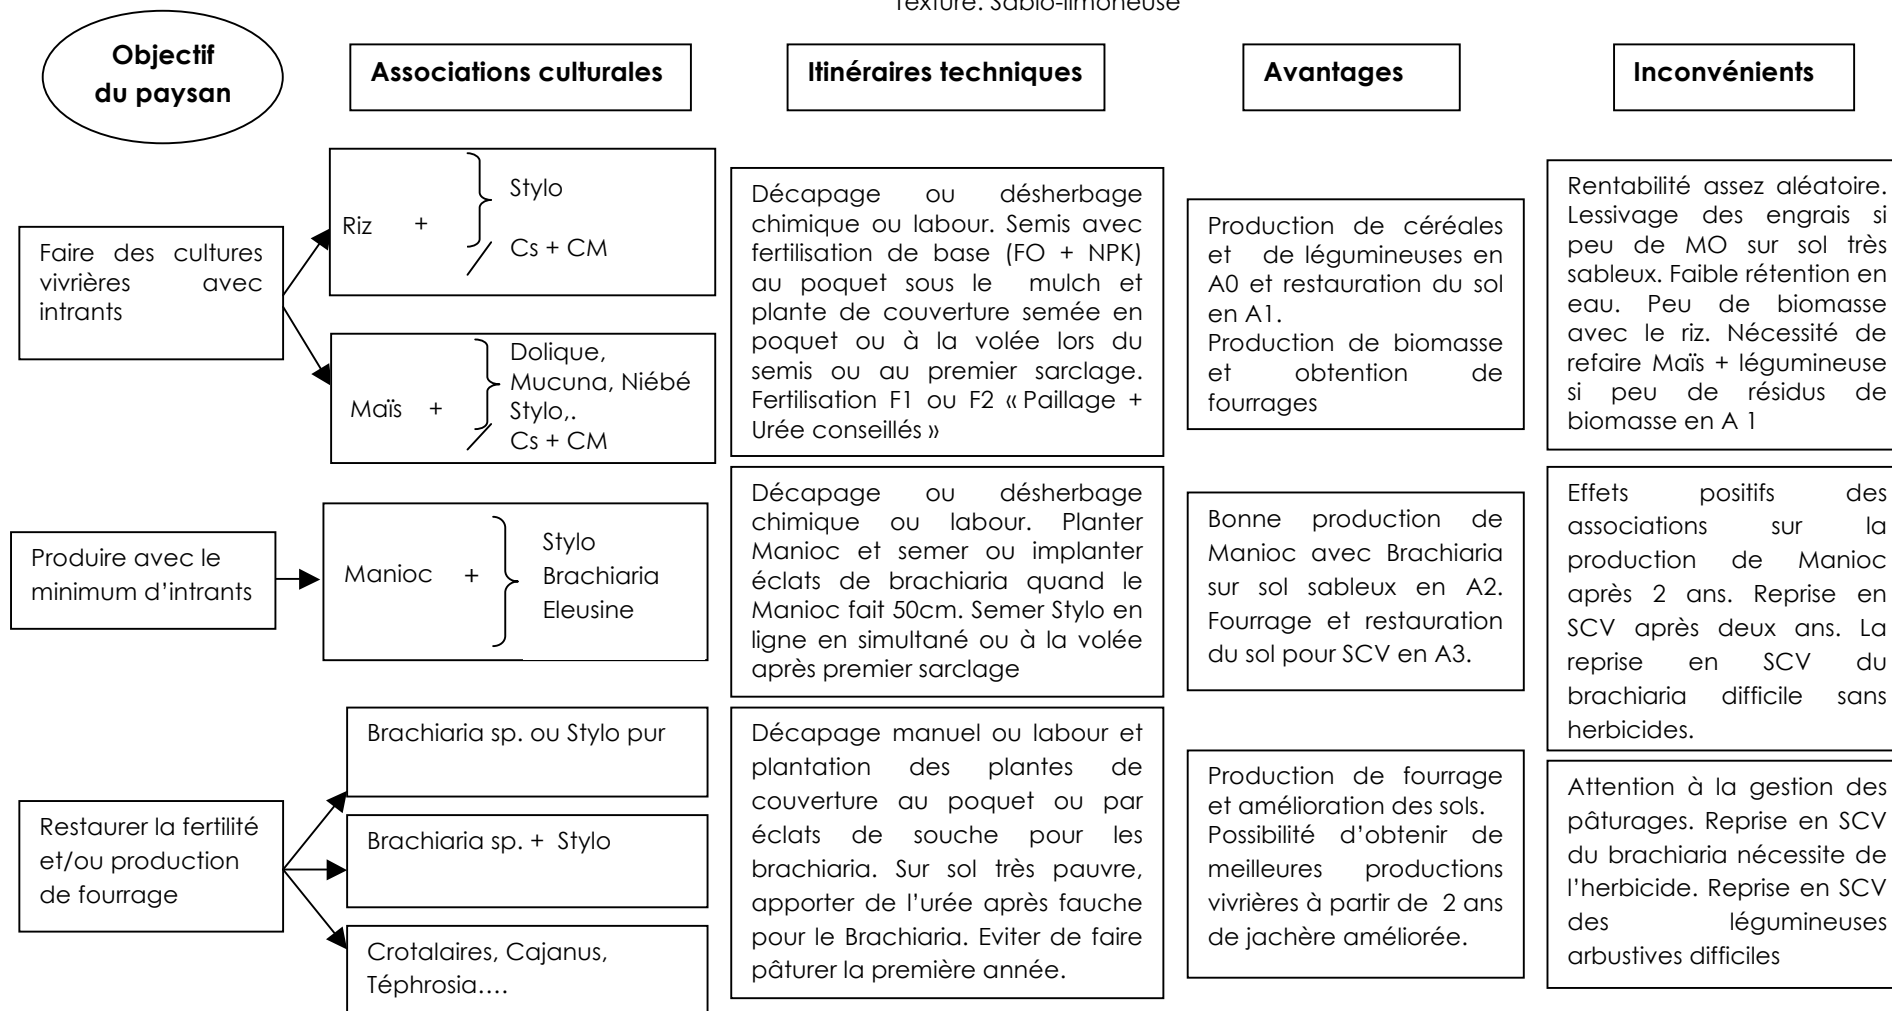 Texture: Sablo-limoneuse
Objectif
du paysan
Associations culturales
Itinéraires techniques
Avantages
Inconvénients
Faire des cultures
vivrières avec
intrants
Riz +
Stylo
Cs + CM
Maïs +
Dolique,
Mucuna, Niébé
Stylo,.
Cs + CM
Décapage ou désherbage
chimique ou labour. Semis avec
fertilisation de base (FO + NPK)
au poquet sous le mulch et
plante de couverture semée en
poquet ou à la volée lors du
semis ou au premier sarclage.
Fertilisation F1 ou F2 « Paillage +
Urée conseillés »
Production de céréales
et de légumineuses en
A0 et restauration du sol
en A1.
Production de biomasse
et obtention de
fourrages
Rentabilité assez aléatoire.
Lessivage des engrais si
peu de MO sur sol très
sableux. Faible rétention en
eau. Peu de biomasse
avec le riz. Nécessité de
refaire Maïs + légumineuse
si peu de résidus de
biomasse en A 1
Produire avec le
minimum d'intrants
Manioc +
Stylo
Brachiaria
Eleusine
Décapage ou désherbage
chimique ou labour. Planter
Manioc et semer ou implanter
éclats de brachiaria quand le
Manioc fait 50cm. Semer Stylo en
ligne en simultané ou à la volée
après premier sarclage
Bonne production de
Manioc avec Brachiaria
sur sol sableux en A2.
Fourrage et restauration
du sol pour SCV en A3.
Effets positifs des
associations sur la
production de Manioc
après 2 ans. Reprise en
SCV après deux ans. La
reprise en SCV du
brachiaria difficile sans
herbicides.
Restaurer la fertilité
et/ou production
de fourrage
Brachiaria sp. ou Stylo pur
Brachiaria sp. + Stylo
Crotalaires, Cajanus,
Téphrosia....
Décapage manuel ou labour et
plantation des plantes de
couverture au poquet ou par
éclats de souche pour les
brachiaria. Sur sol très pauvre,
apporter de l'urée après fauche
pour le Brachiaria. Eviter de faire
pâturer la première année.
Production de fourrage
et amélioration des sols.
Possibilité d'obtenir de
meilleures productions
vivrières à partir de 2 ans
de jachère améliorée.
Attention à la gestion des
pâturages. Reprise en SCV
du brachiaria nécessite de
l'herbicide. Reprise en SCV
des légumineuses
arbustives difficiles